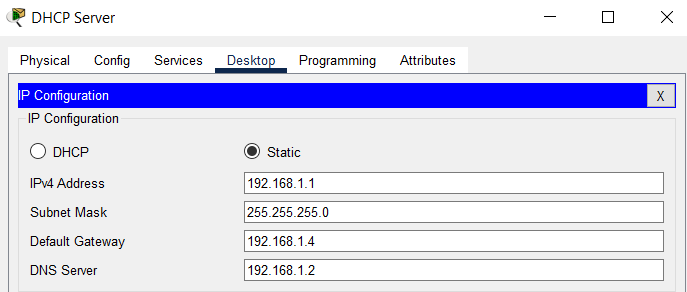 DHCP Server
Physical Config Services Desktop Programming Attributes
IP Configuration X
IP Configuration
DHCP Static
IPv4 Address 192.168.1.1
Subnet Mask 255.255.255.0
Default Gateway 192.168.1.4
DNS Server 192.168.1.2